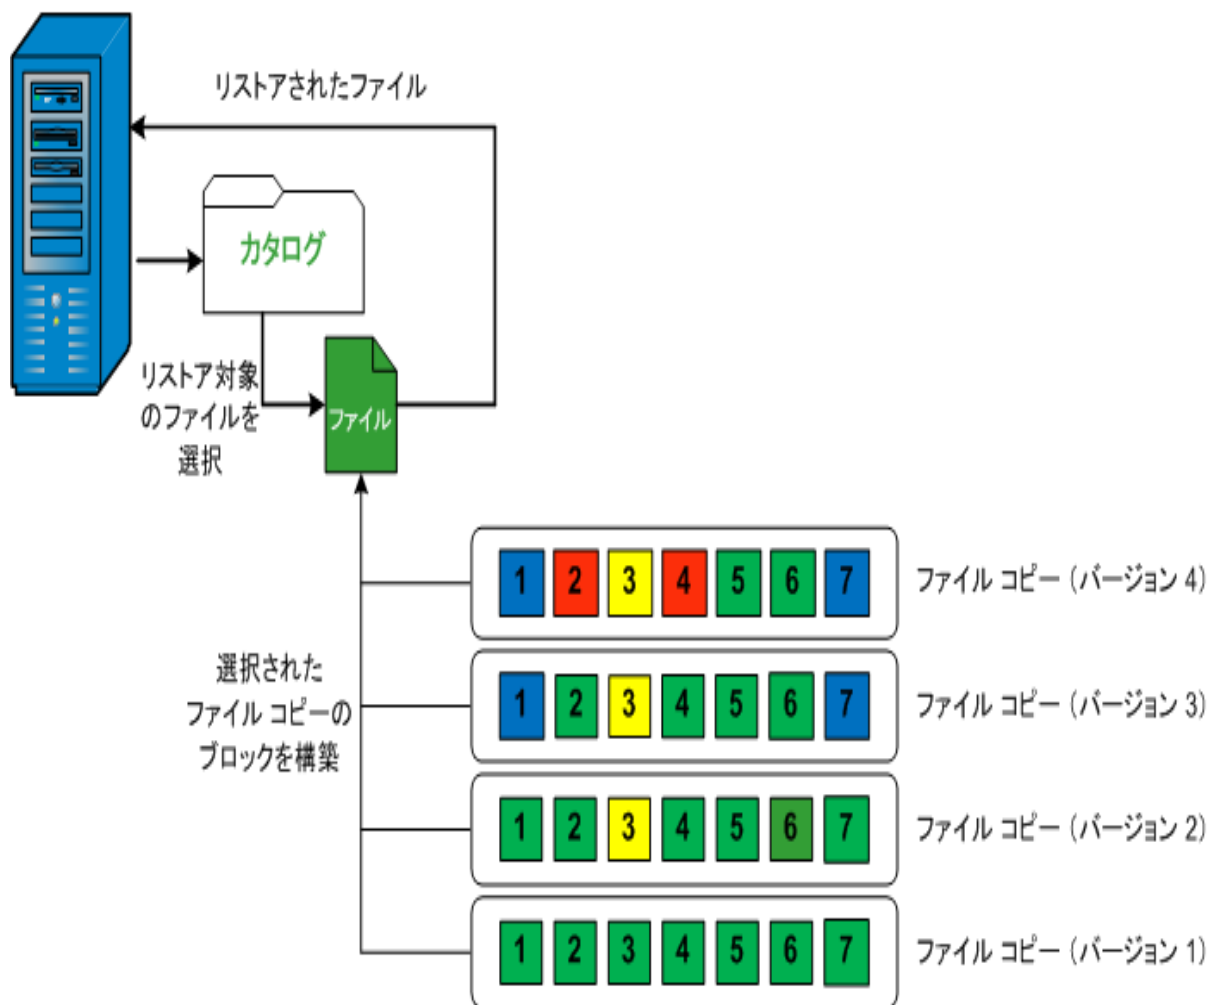 リストアされたファイル
カタログ
リストア対象
のファイルを
選択
ファイル
1 2 3 4 5 6 7
ファイル コピー (バージョン 4)
選択された
ファイル コピーの
ブロックを構築
1 2 3 4 5 6 7
ファイル コピー (バージョン 3)
1 2 3 4 5 6 7
ファイル コピー (バージョン 2)
1 2 3 4 5 6 7
ファイル コピー (バージョン 1)